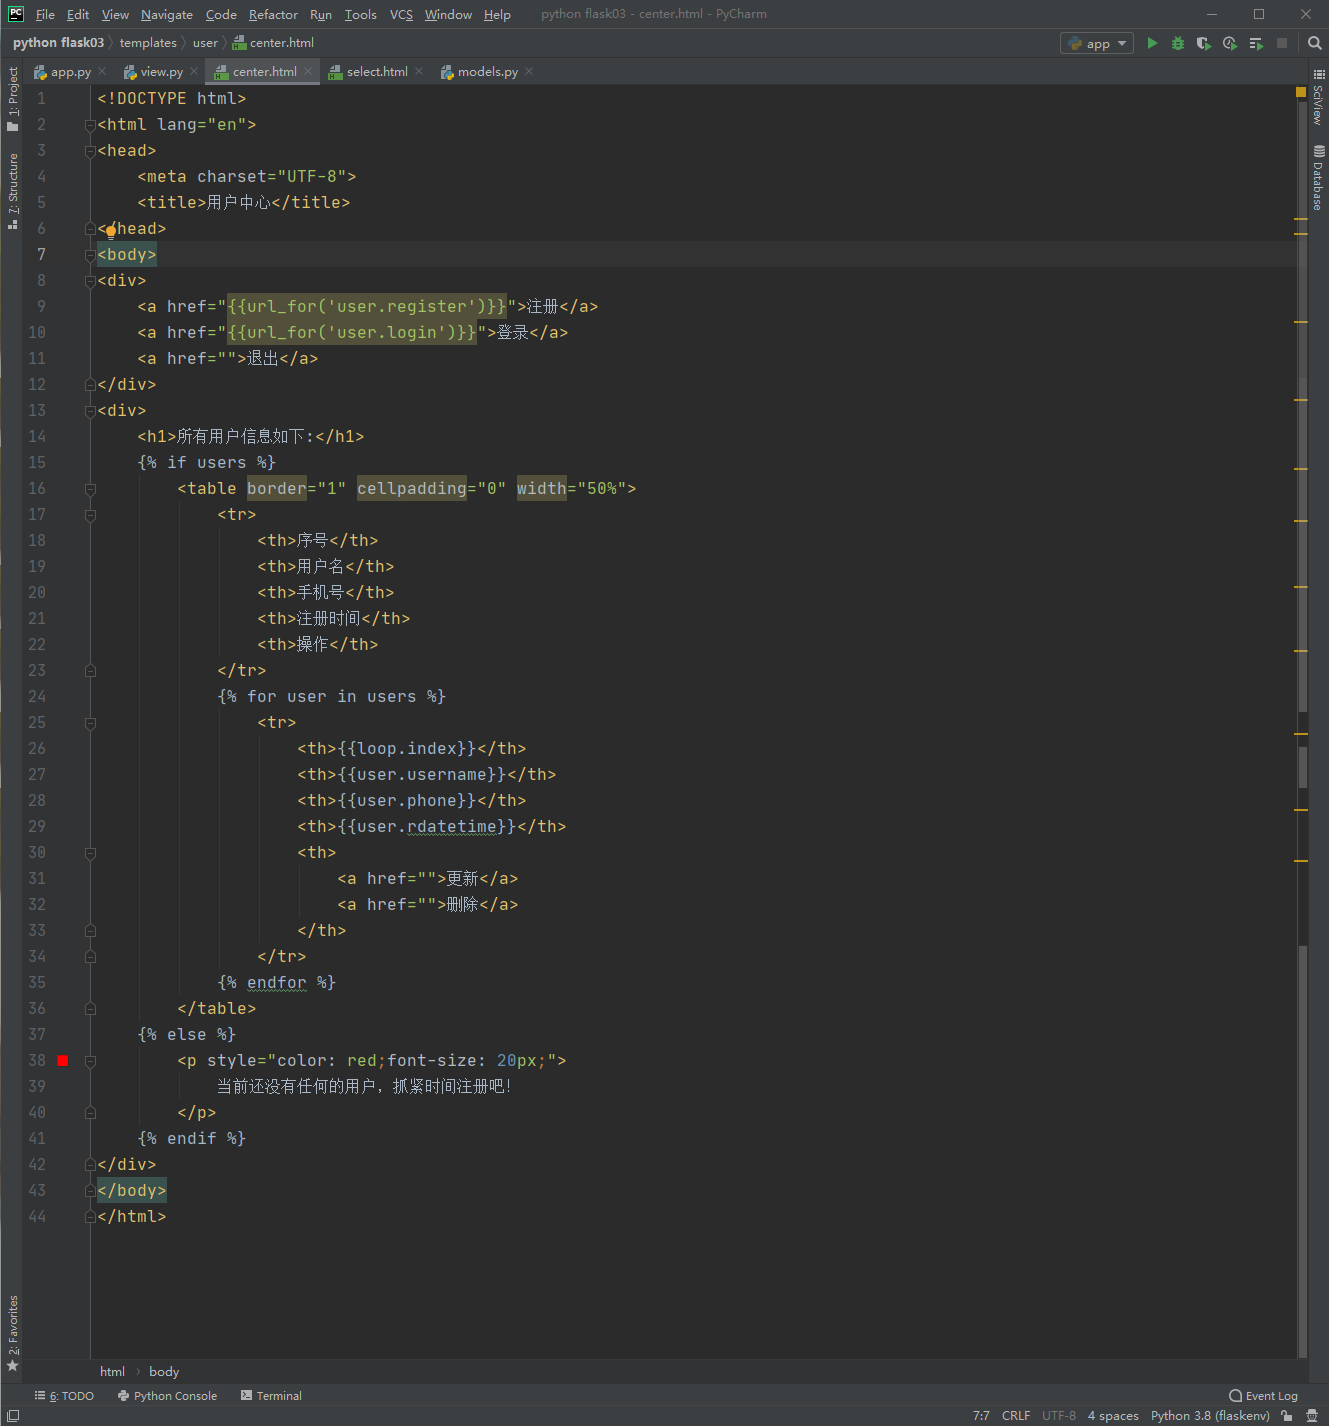 File Edit View Navigate Code Refactor Run Tools VCS Window Help python flask03 - center.html - PyCharm
python flask03 templates user center.html app
app.py view.py center.html select.html models.py
1: Project
7: Structure
2: Favorites
SciView
Database
1 <!DOCTYPE html>
2 <html lang="en">
3 <head>
4     <meta charset="UTF-8">
5     <title>用户中心</title>
6 </head>
7 <body>
8 <div>
9     <a href="{{url_for('user.register')}}">注册</a>
10     <a href="{{url_for('user.login')}}">登录</a>
11     <a href="">退出</a>
12 </div>
13 <div>
14     <h1>所有用户信息如下:</h1>
15     {% if users %}
16         <table border="1" cellpadding="0" width="50%">
17             <tr>
18                 <th>序号</th>
19                 <th>用户名</th>
20                 <th>手机号</th>
21                 <th>注册时间</th>
22                 <th>操作</th>
23             </tr>
24             {% for user in users %}
25                 <tr>
26                     <th>{{loop.index}}</th>
27                     <th>{{user.username}}</th>
28                     <th>{{user.phone}}</th>
29                     <th>{{user.rdatetime}}</th>
30                     <th>
31                         <a href="">更新</a>
32                         <a href="">删除</a>
33                     </th>
34                 </tr>
35             {% endfor %}
36         </table>
37     {% else %}
38         <p style="color: red;font-size: 20px;">
39             当前还没有任何的用户，抓紧时间注册吧！
40         </p>
41     {% endif %}
42 </div>
43 </body>
44 </html>
html body
6: TODO Python Console Terminal Event Log
7:7 CRLF UTF-8 4 spaces Python 3.8 (flaskenv)